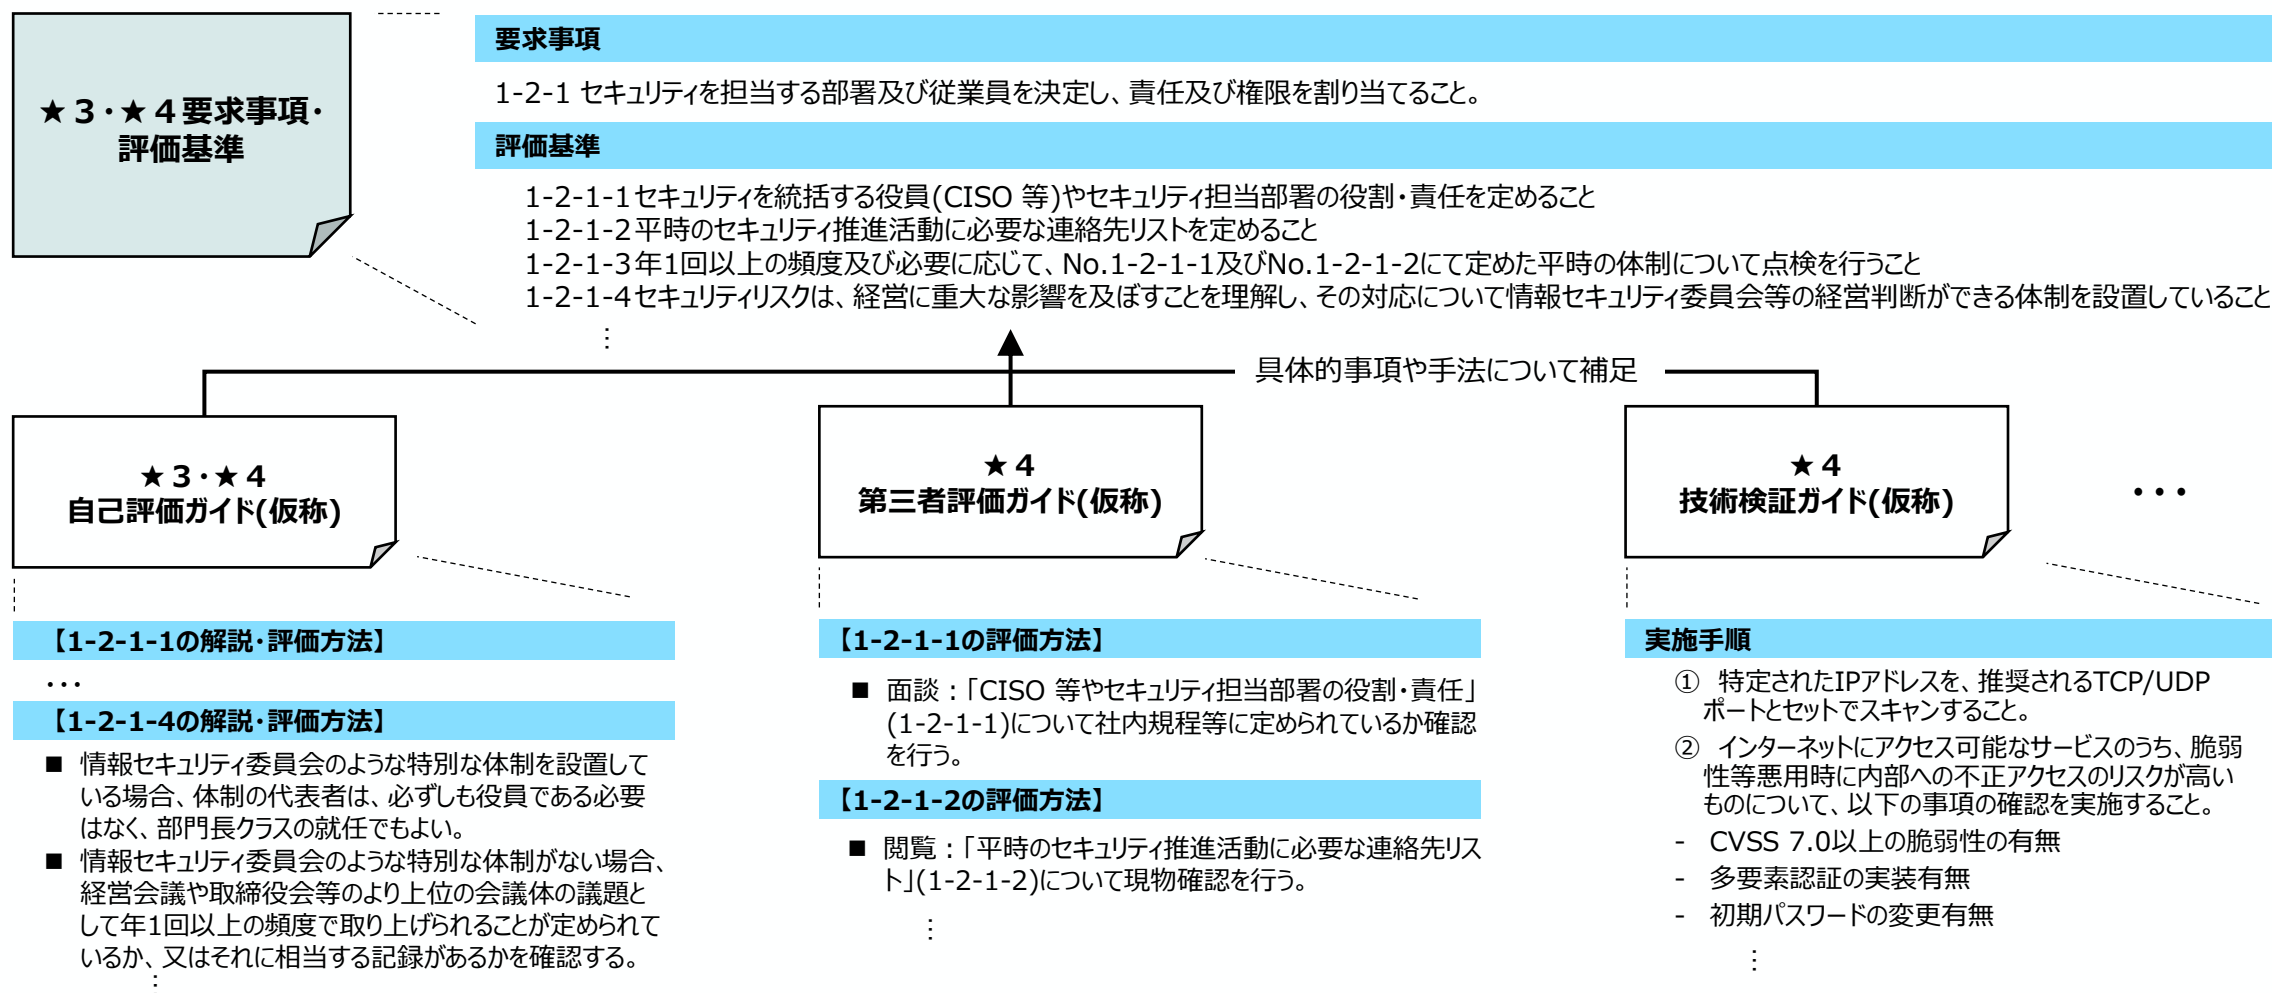 ★３・★４要求事項・
評価基準
要求事項
1-2-1 セキュリティを担当する部署及び従業員を決定し、責任及び権限を割り当てること。
評価基準
1-2-1-1セキュリティを統括する役員(CISO 等)やセキュリティ担当部署の役割・責任を定めること
1-2-1-2平時のセキュリティ推進活動に必要な連絡先リストを定めること
1-2-1-3年1回以上の頻度及び必要に応じて、No.1-2-1-1及びNo.1-2-1-2にて定めた平時の体制について点検を行うこと
1-2-1-4セキュリティリスクは、経営に重大な影響を及ぼすことを理解し、その対応について情報セキュリティ委員会等の経営判断ができる体制を設置していること
⋮
具体的事項や手法について補足
★３・★４
自己評価ガイド(仮称)
【1-2-1-1の解説・評価方法】
・・・
【1-2-1-4の解説・評価方法】
■ 情報セキュリティ委員会のような特別な体制を設置して
いる場合、体制の代表者は、必ずしも役員である必要
はなく、部門長クラスの就任でもよい。
■ 情報セキュリティ委員会のような特別な体制がない場合、
経営会議や取締役会等のより上位の会議体の議題と
して年1回以上の頻度で取り上げられることが定められて
いるか、又はそれに相当する記録があるかを確認する。
⋮
★４
第三者評価ガイド(仮称)
【1-2-1-1の評価方法】
■ 面談：「CISO 等やセキュリティ担当部署の役割・責任」
(1-2-1-1)について社内規程等に定められているか確認
を行う。
【1-2-1-2の評価方法】
■ 閲覧：「平時のセキュリティ推進活動に必要な連絡先リス
ト」(1-2-1-2)について現物確認を行う。
⋮
★４
技術検証ガイド(仮称)
・・・
実施手順
① 特定されたIPアドレスを、推奨されるTCP/UDP
ポートとセットでスキャンすること。
② インターネットにアクセス可能なサービスのうち、脆弱
性等悪用時に内部への不正アクセスのリスクが高い
ものについて、以下の事項の確認を実施すること。
- CVSS 7.0以上の脆弱性の有無
- 多要素認証の実装有無
- 初期パスワードの変更有無
⋮